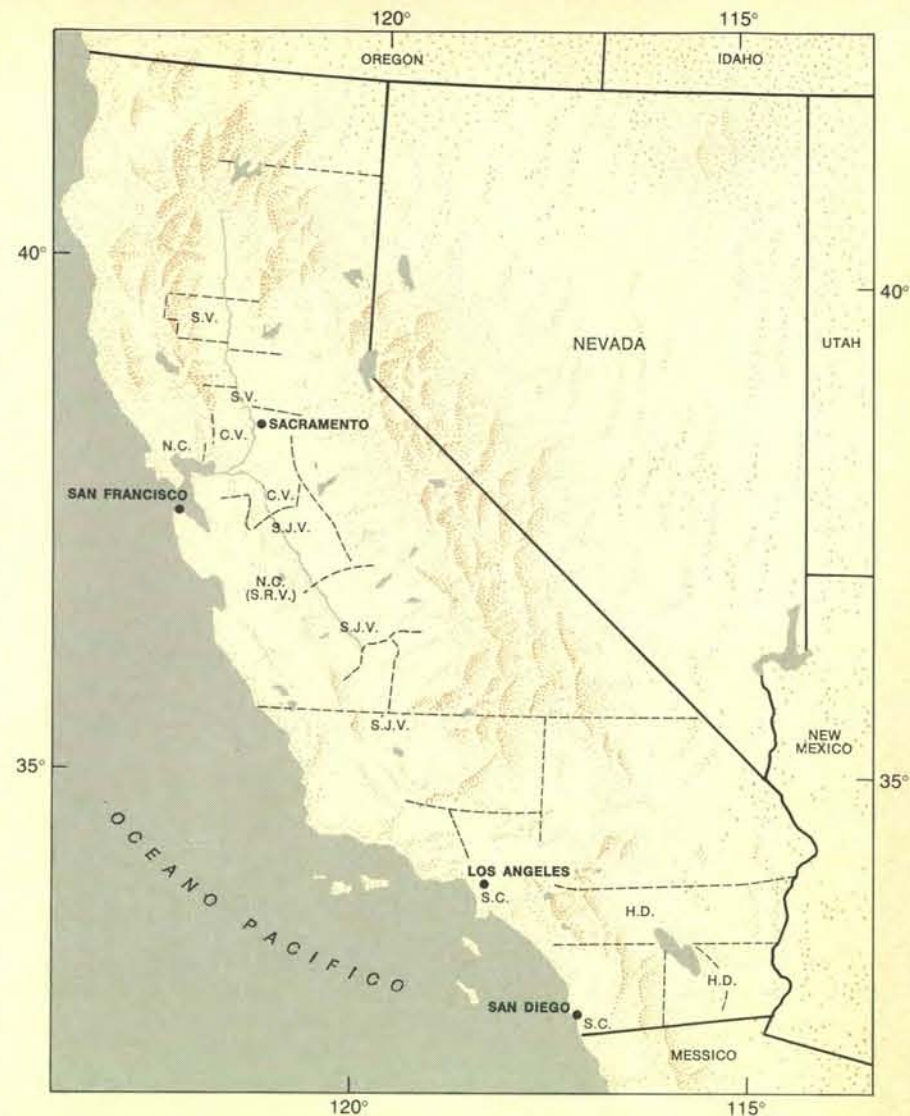 120°
115°
OREGON
IDAHO
40°
40°
S.V.
NEVADA
UTAH
S.V.
SACRAMENTO
C.V.
N.C.
SAN FRANCISCO
C.V.
S.J.V.
N.C.
(S.R.V.)
S.J.V.
S.J.V.
NEW
MEXICO
35°
35°
OCEANO PACIFICO
LOS ANGELES
S.C.
H.D.
H.D.
SAN DIEGO
S.C.
MESSICO
120°
115°